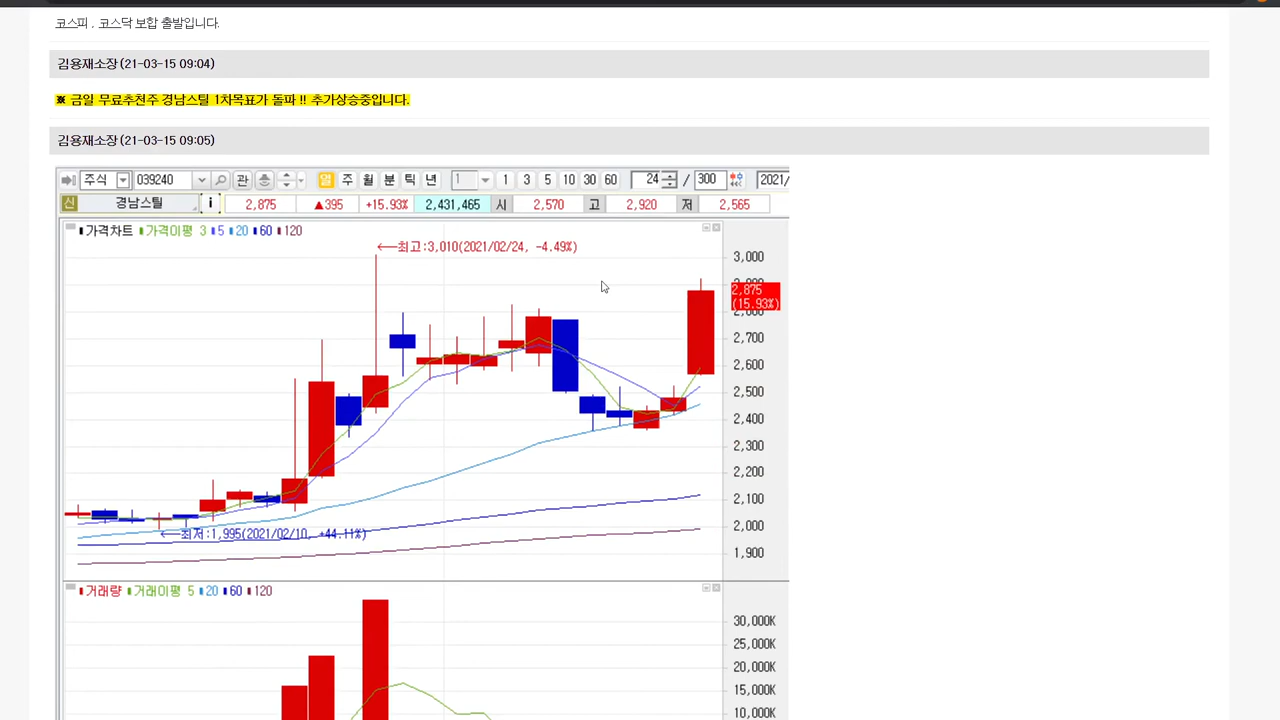 코스피 . 코스닥 보합 출발입니다.
김용재소장(21-03-15 09:04)
※ 금일 무료추천주 경남스틸 1차목표가 돌파 !! 추가상승중입니다.
김용재소장(21-03-15 09:05)
주식 039240 관 일 주 월 분 틱 년 1 1 3 5 10 30 60 24 / 300 2021/
신 경남스틸 i 2,875 ▲395 +15.93% 2,431,465 시 2,570 고 2,920 저 2,565
가격차트 가격이평 3 5 20 60 120
←최고:3,010(2021/02/24, -4.49%)
3,000
2,875
(15.93%)
2,700
2,600
2,500
2,400
2,300
2,200
2,100
2,000
←최저:1,995(2021/02/10, +44.11%)
1,900
거래량 거래이평 5 20 60 120
30,000K
25,000K
20,000K
15,000K
10,000K